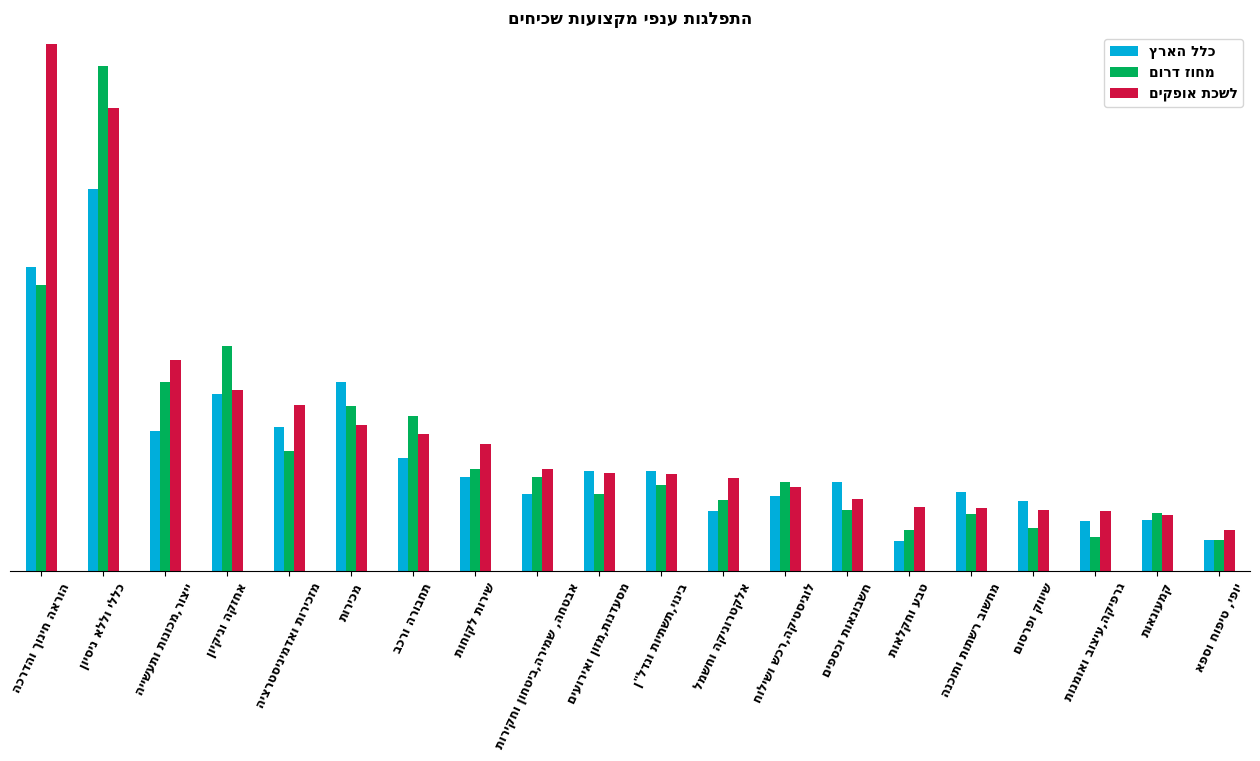 התפלגות ענפי מקצועות שכיחים
כלל הארץ
מחוז דרום
לשכת אופקים
הוראה חינוך והדרכה
כללי וללא ניסיון
ייצור,מכונות ותעשייה
אחזקה וניקיון
מזכירות ואדמיניסטרציה
מכירות
תחבורה ורכב
שירות לקוחות
אבטחה, שמירה,ביטחון וחקירות
מסעדנות,מזון ואירועים
בינוי,תשתיות ונדל"ן
אלקטרוניקה וחשמל
לוגיסטיקה,רכש ושילוח
חשבונאות וכספים
טבע וחקלאות
מחשוב רשתות ותוכנה
שיווק ופרסום
גרפיקה,עיצוב ואומנות
קמעונאות
יופי, טיפוח וספא